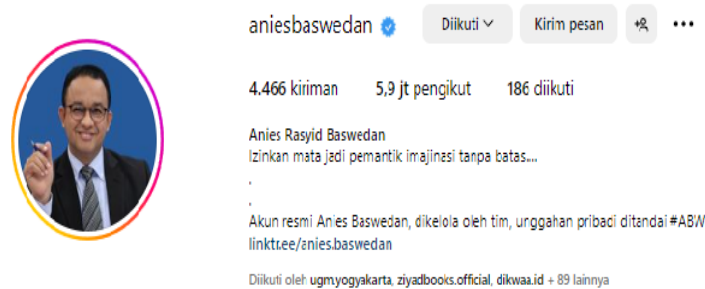 aniesbaswedan Diikuti Kirim pesan
4.466 kiriman 5,9 jt pengikut 186 diikuti
Anies Rasyid Baswedan
Izinkan mata jadi pemantik imajinasi tanpa batas....
.
.
Akun resmi Anies Baswedan, dikelola oleh tim, unggahan pribadi ditandai #ABW
linktr.ee/anies.baswedan
Diikuti oleh ugm.yogyakarta, ziyadbooks.official, dikwaa.id + 89 lainnya